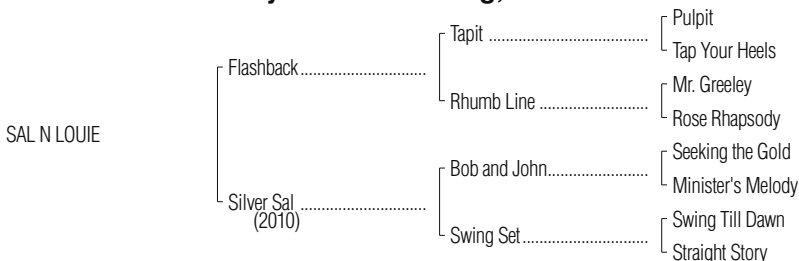 Pulpit
Tapit
Tap Your Heels
Flashback
Mr. Greeley
Rhumb Line
Rose Rhapsody
SAL N LOUIE
Seeking the Gold
Bob and John
Minister's Melody
Silver Sal
(2010)
Swing Till Dawn
Swing Set
Straight Story